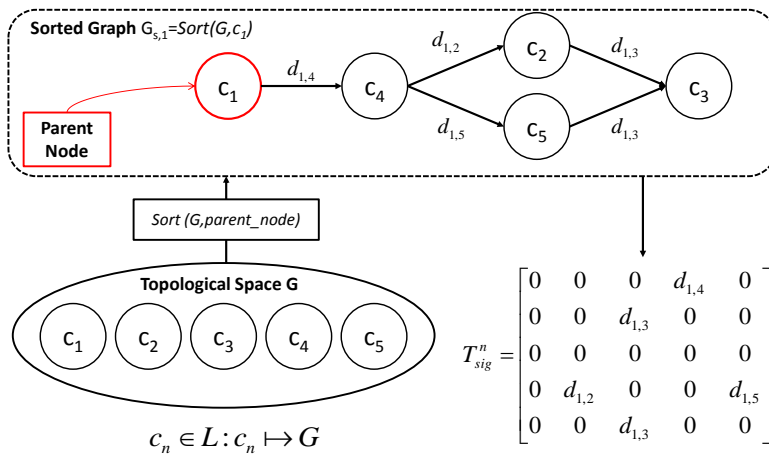 Sorted Graph G_{s,1}=Sort(G,c_1)
d_{1,4}
d_{1,2}
d_{1,3}
d_{1,5}
d_{1,3}
c_1
c_4
c_2
c_5
c_3
Parent
Node
Sort (G,parent_node)
Topological Space G
c_1 c_2 c_3 c_4 c_5
c_n ∈ L : c_n ↦ G
T_{sig}^n =
0 0 0 d_{1,4} 0
0 0 d_{1,3} 0 0
0 0 0 0 0
0 d_{1,2} 0 0 d_{1,5}
0 0 d_{1,3} 0 0